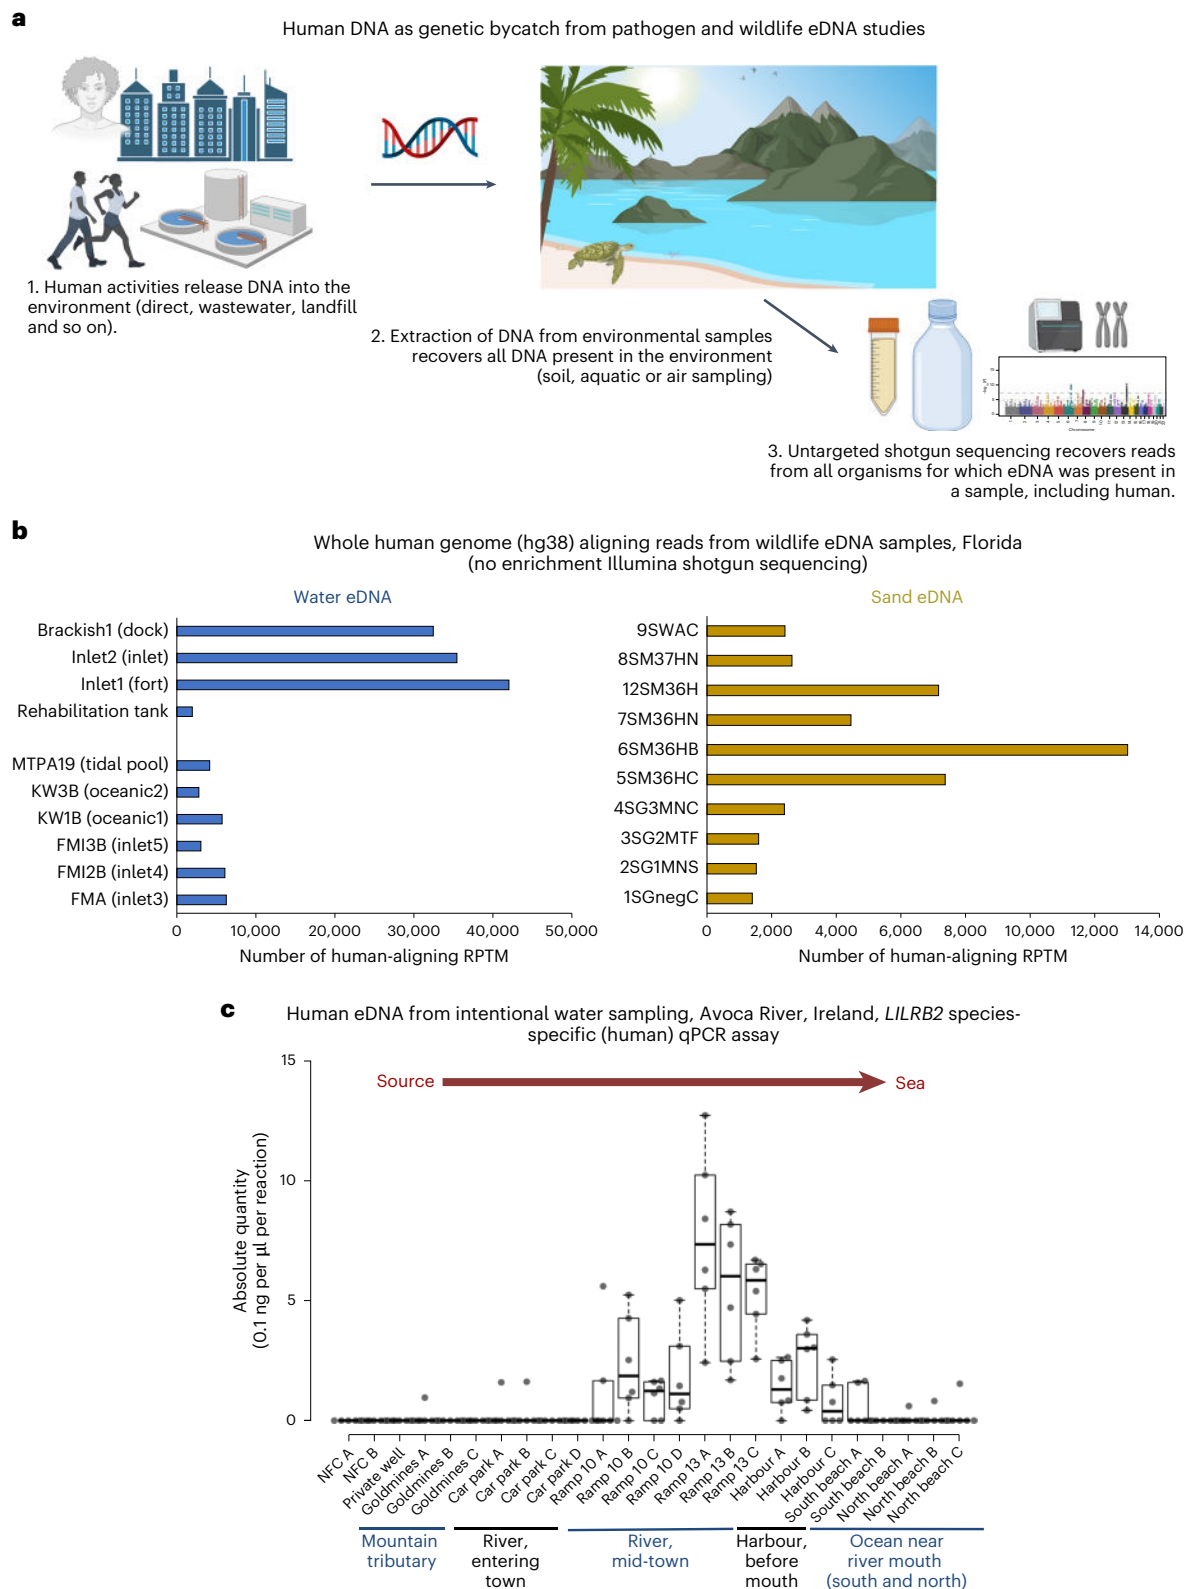 a
Human DNA as genetic bycatch from pathogen and wildlife eDNA studies
1. Human activities release DNA into the
environment (direct, wastewater, landfill
and so on).
2. Extraction of DNA from environmental samples
recovers all DNA present in the environment
(soil, aquatic or air sampling)
Chromosome
3. Untargeted shotgun sequencing recovers reads
from all organisms for which eDNA was present in
a sample, including human.
b
Whole human genome (hg38) aligning reads from wildlife eDNA samples, Florida
(no enrichment Illumina shotgun sequencing)
Water eDNA
Brackish1 (dock)
Inlet2 (inlet)
Inlet1 (fort)
Rehabilitation tank
MTPA19 (tidal pool)
KW3B (oceanic2)
KW1B (oceanic1)
FMI3B (inlet5)
FMI2B (inlet4)
FMA (inlet3)
0 10,000 20,000 30,000 40,000 50,000
Number of human-aligning RPTM
Sand eDNA
9SWAC
8SM37HN
12SM36H
7SM36HN
6SM36HB
5SM36HC
4SG3MNC
3SG2MTF
2SG1MNS
1SGnegC
0 2,000 4,000 6,000 8,000 10,000 12,000 14,000
Number of human-aligning RPTM
c
Human eDNA from intentional water sampling, Avoca River, Ireland, LILRB2 species-
specific (human) qPCR assay
Source
Sea
Absolute quantity
(0.1 ng per µl per reaction)
15
10
5
0
NFC A
NFC B
Private well
Goldmines A
Goldmines B
Goldmines C
Car park A
Car park B
Car park C
Car park D
Ramp 10 A
Ramp 10 B
Ramp 10 C
Ramp 10 D
Ramp 13 A
Ramp 13 B
Ramp 13 C
Harbour A
Harbour B
Harbour C
South beach A
South beach B
North beach A
North beach B
North beach C
Mountain
tributary
River,
entering
town
River,
mid-town
Harbour,
before
mouth
Ocean near
river mouth
(south and north)